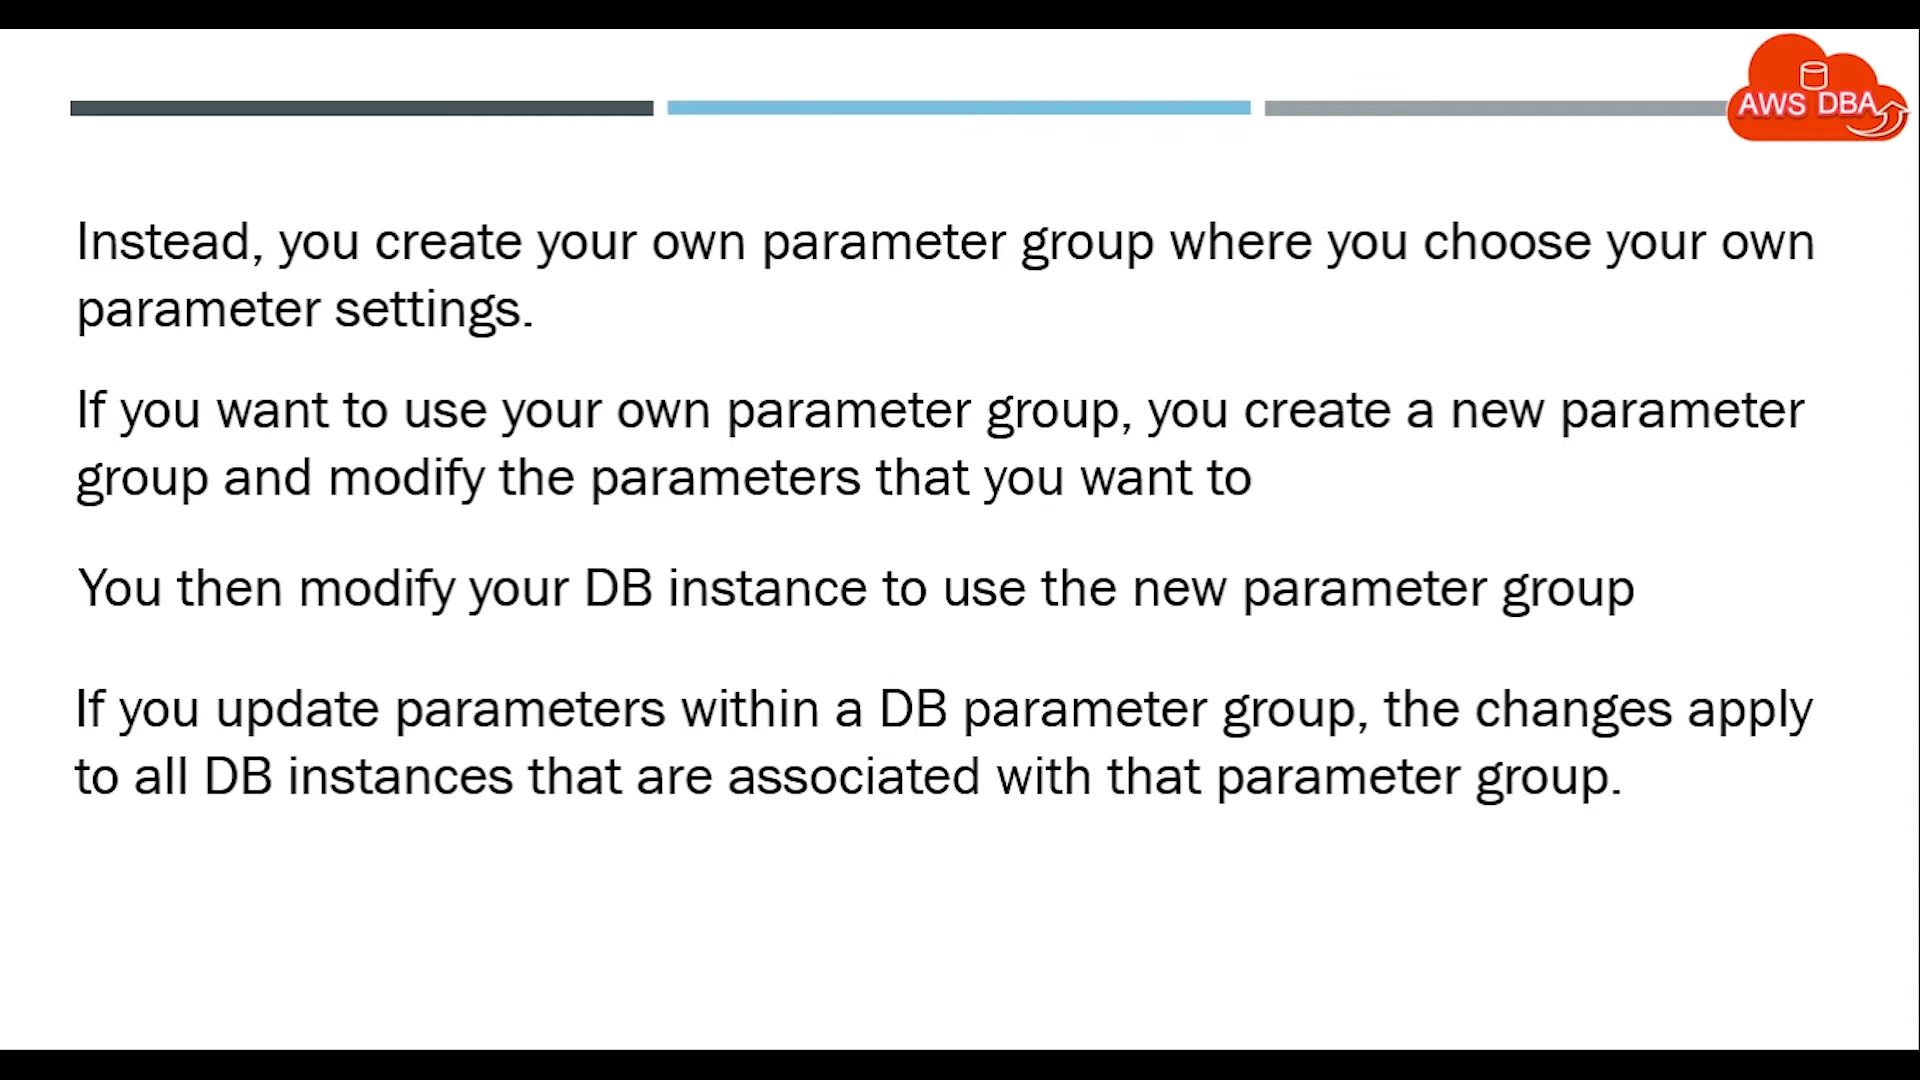 AWS DBA
Instead, you create your own parameter group where you choose your own
parameter settings.
If you want to use your own parameter group, you create a new parameter
group and modify the parameters that you want to
You then modify your DB instance to use the new parameter group
If you update parameters within a DB parameter group, the changes apply
to all DB instances that are associated with that parameter group.